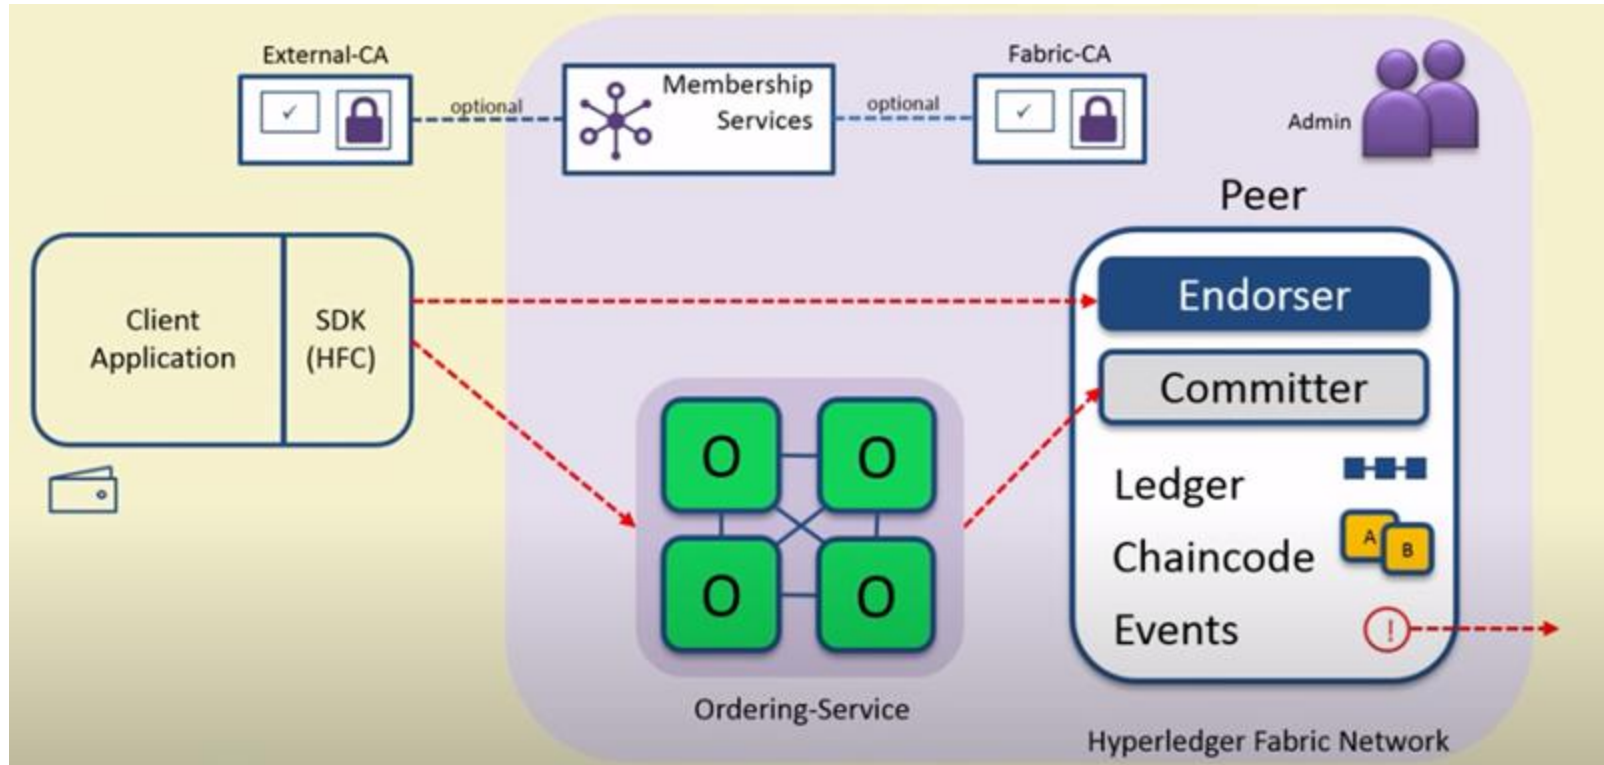 External-CA
Fabric-CA
optional
Membership
Services
optional
Admin
Peer
Client
Application
SDK
(HFC)
Endorser
Committer
O
O
O
O
Ledger
Chaincode
A
B
Events
!
Ordering-Service
Hyperledger Fabric Network